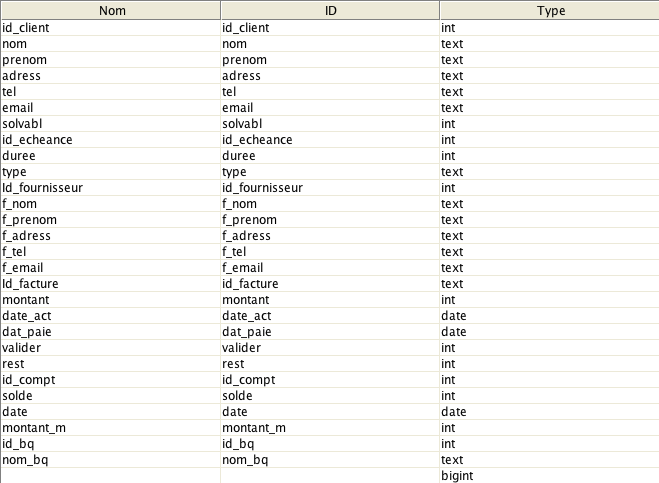 Nom ID Type
id_client id_client int
nom nom text
prenom prenom text
adress adress text
tel tel text
email email text
solvabl solvabl int
id_echeance id_echeance int
duree duree int
type type text
Id_fournisseur id_fournisseur int
f_nom f_nom text
f_prenom f_prenom text
f_adress f_adress text
f_tel f_tel text
f_email f_email text
Id_facture id_facture text
montant montant int
date_act date_act date
dat_paie dat_paie date
valider valider int
rest rest int
id_compt id_compt int
solde solde int
date date date
montant_m montant_m int
id_bq id_bq int
nom_bq nom_bq text
bigint